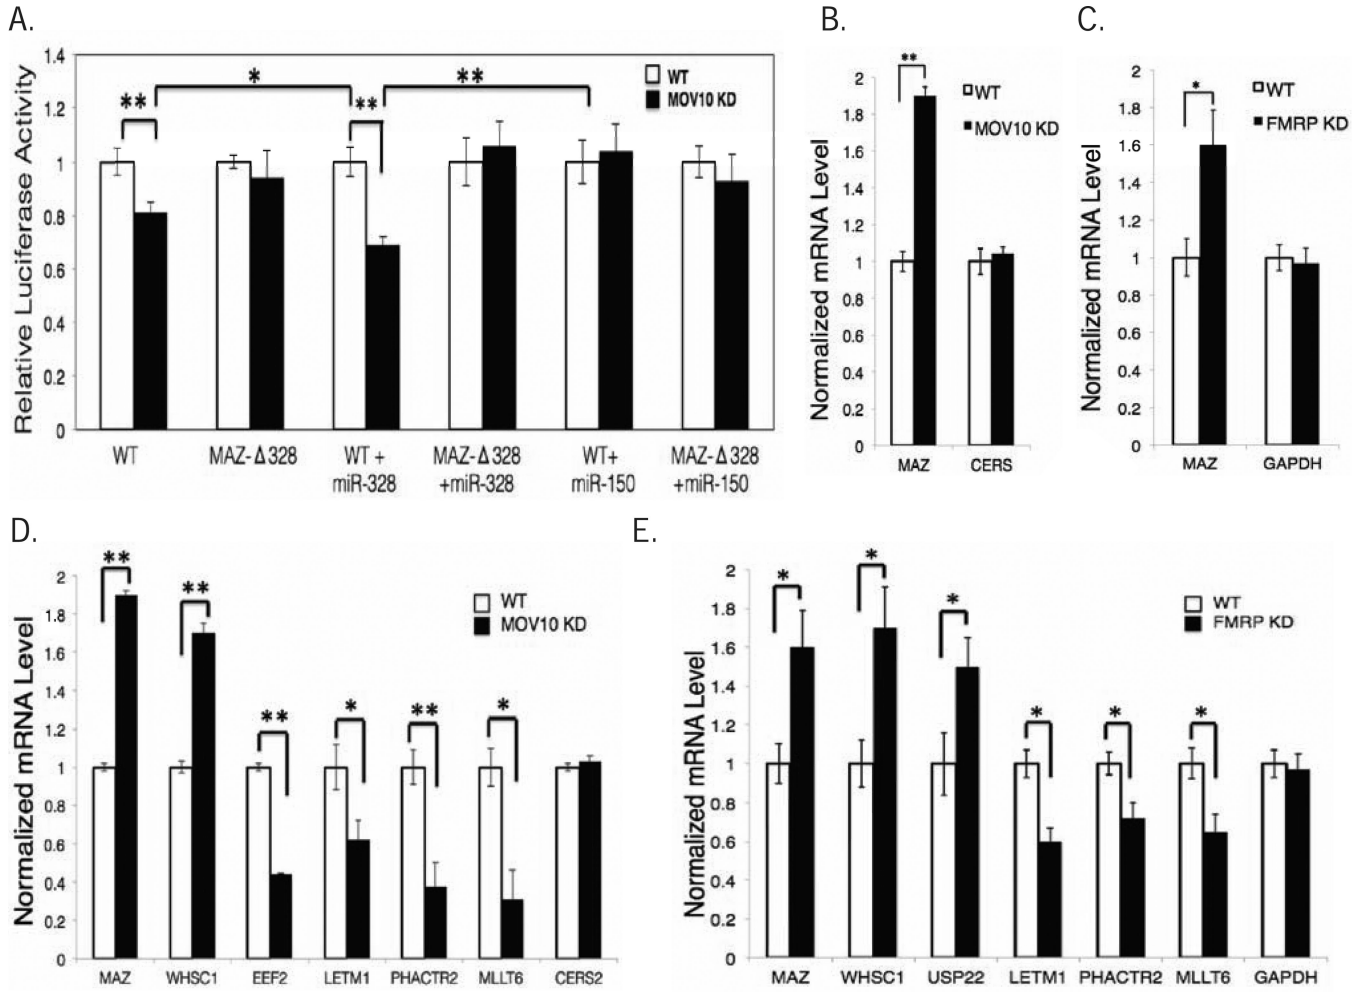 A.
Relative Luciferase Activity
1.4
1.2
1
0.8
0.6
0.4
0.2
0
**
*
**
**
WT
MOV10 KD
WT
MAZ-Δ328
WT +
miR-328
MAZ-Δ328
+miR-328
WT+
miR-150
MAZ-Δ328
+miR-150
B.
Normalized mRNA Level
2
1.8
1.6
1.4
1.2
1
0.8
0.6
0.4
0.2
0
**
WT
MOV10 KD
MAZ
CERS
C.
Normalized mRNA Level
2
1.8
1.6
1.4
1.2
1
0.8
0.6
0.4
0.2
0
*
WT
FMRP KD
MAZ
GAPDH
D.
Normalized mRNA Level
2
1.8
1.6
1.4
1.2
1
0.8
0.6
0.4
0.2
0
**
**
**
*
**
*
WT
MOV10 KD
MAZ
WHSC1
EEF2
LETM1
PHACTR2
MLLT6
CERS2
E.
Normalized mRNA Level
2
1.8
1.6
1.4
1.2
1
0.8
0.6
0.4
0.2
0
*
*
*
*
*
*
WT
FMRP KD
MAZ
WHSC1
USP22
LETM1
PHACTR2
MLLT6
GAPDH